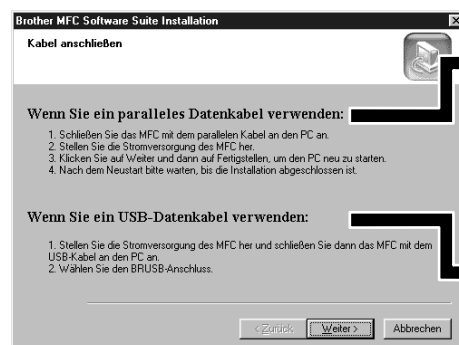 Brother MFC Software Suite Installation
Kabel anschließen
Wenn Sie ein paralleles Datenkabel verwenden:
1. Schließen Sie das MFC mit dem parallelen Kabel an den PC an.
2. Stellen Sie die Stromversorgung des MFC her.
3. Klicken Sie auf Weiter und dann auf Fertigstellen, um den PC neu zu starten.
4. Nach dem Neustart bitte warten, bis die Installation abgeschlossen ist.
Wenn Sie ein USB-Datenkabel verwenden:
1. Stellen Sie die Stromversorgung des MFC her und schließen Sie dann das MFC mit dem
USB-Kabel an den PC an.
2. Wählen Sie den BRUSB-Anschluss.
< Zurück Weiter > Abbrechen